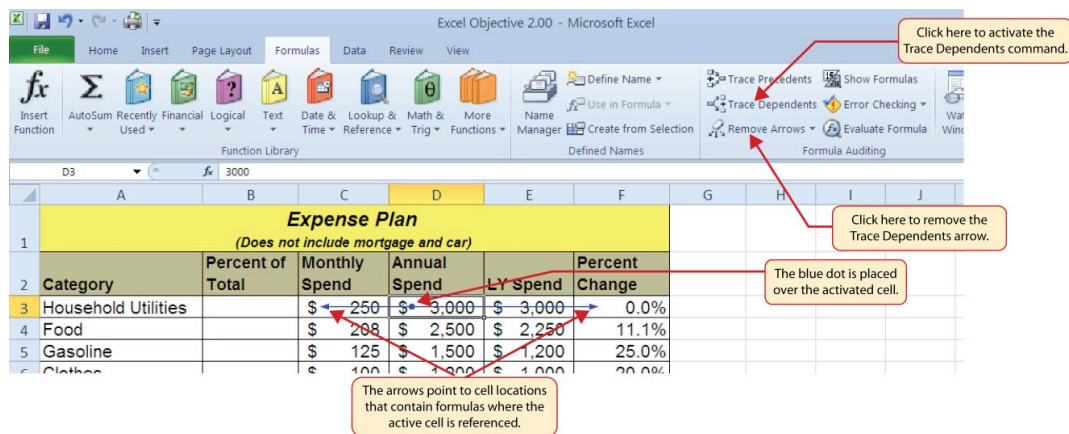 Excel Objective 2.00 - Microsoft Excel
File Home Insert Page Layout Formulas Data Review View
Click here to activate the
Trace Dependents command.
fx Insert Function
Σ AutoSum
Recently Used
Financial
? Logical
A Text
Date & Time
Lookup & Reference
θ Math & Trig
More Functions
Function Library
Name Manager
Define Name
Use in Formula
Create from Selection
Defined Names
Trace Precedents Show Formulas
Trace Dependents Error Checking
Remove Arrows Evaluate Formula
Formula Auditing
D3 fx 3000
A B C D E F G H I J
1 Expense Plan
(Does not include mortgage and car)
2 Category Percent of Total Monthly Spend Annual Spend LY Spend Percent Change
3 Household Utilities $ 250 $ 3,000 $ 3,000 0.0%
4 Food $ 208 $ 2,500 $ 2,250 11.1%
5 Gasoline $ 125 $ 1,500 $ 1,200 25.0%
Click here to remove the
Trace Dependents arrow.
The blue dot is placed
over the activated cell.
The arrows point to cell locations
that contain formulas where the
active cell is referenced.